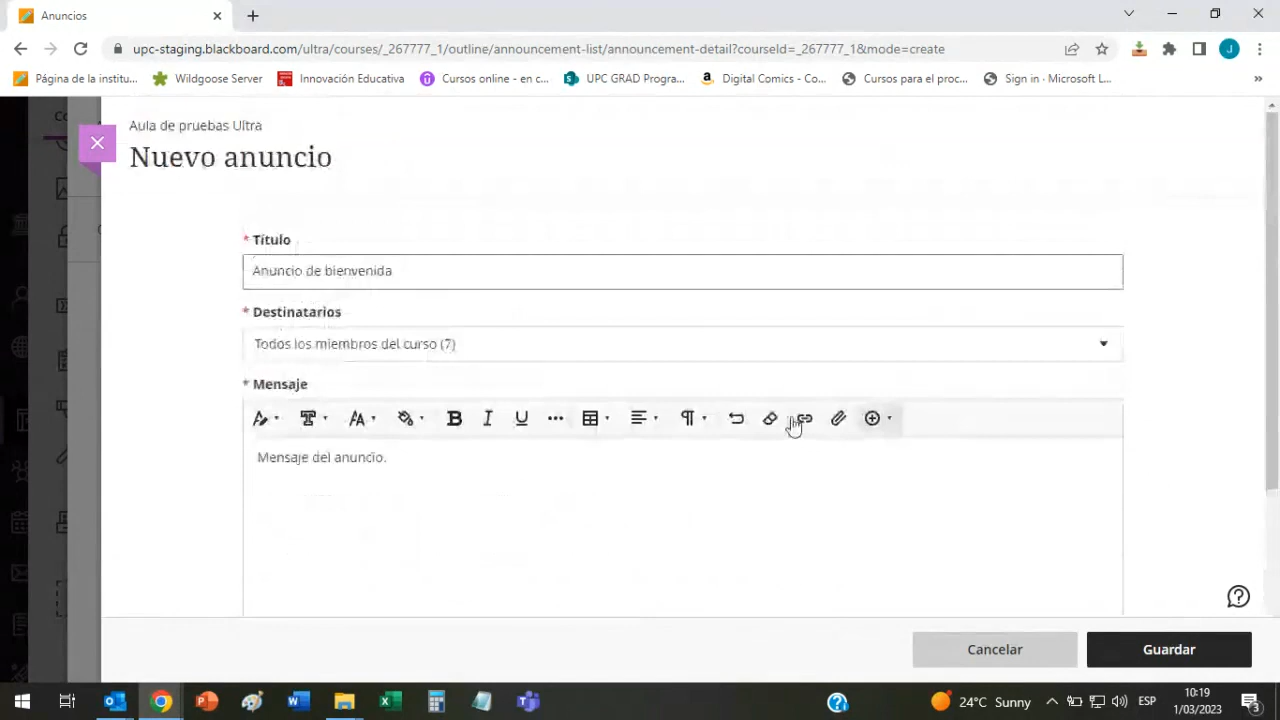 Anuncios
upc-staging.blackboard.com/ultra/courses/_267777_1/outline/announcement-list/announcement-detail?courseId=_267777_1&mode=create
J
Página de la institu...
Wildgoose Server
Innovación Educativa
Cursos online - en c...
UPC GRAD Progra...
Digital Comics - Co...
Cursos para el proc...
Sign in · Microsoft L...
»
Co
Aula de pruebas Ultra
Nuevo anuncio
* Título
Anuncio de bienvenida
* Destinatarios
Todos los miembros del curso (7)
* Mensaje
Mensaje del anuncio.
Cancelar
Guardar
24°C Sunny
ESP
10:19
1/03/2023
3